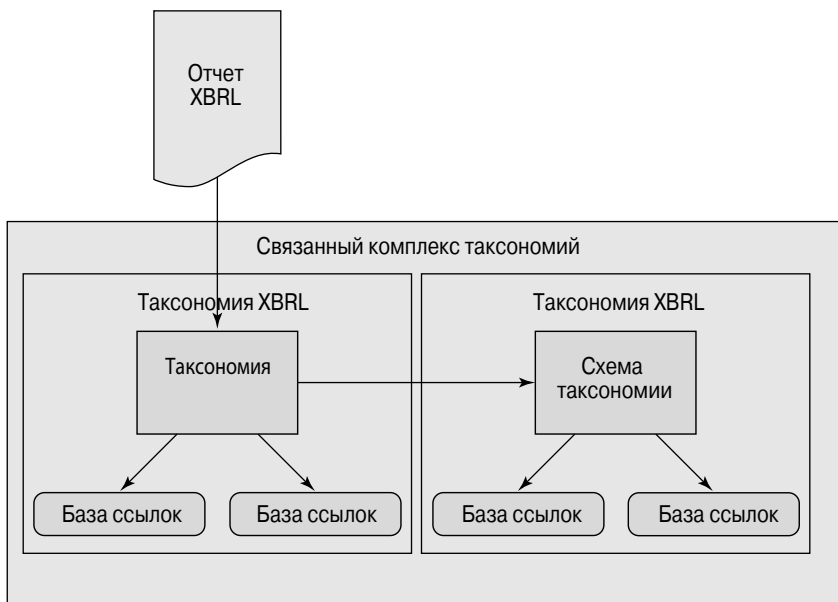 Отчет
XBRL
Связанный комплекс таксономий
Таксономия XBRL
Таксономия XBRL
Таксономия
Схема
таксономии
База ссылок
База ссылок
База ссылок
База ссылок